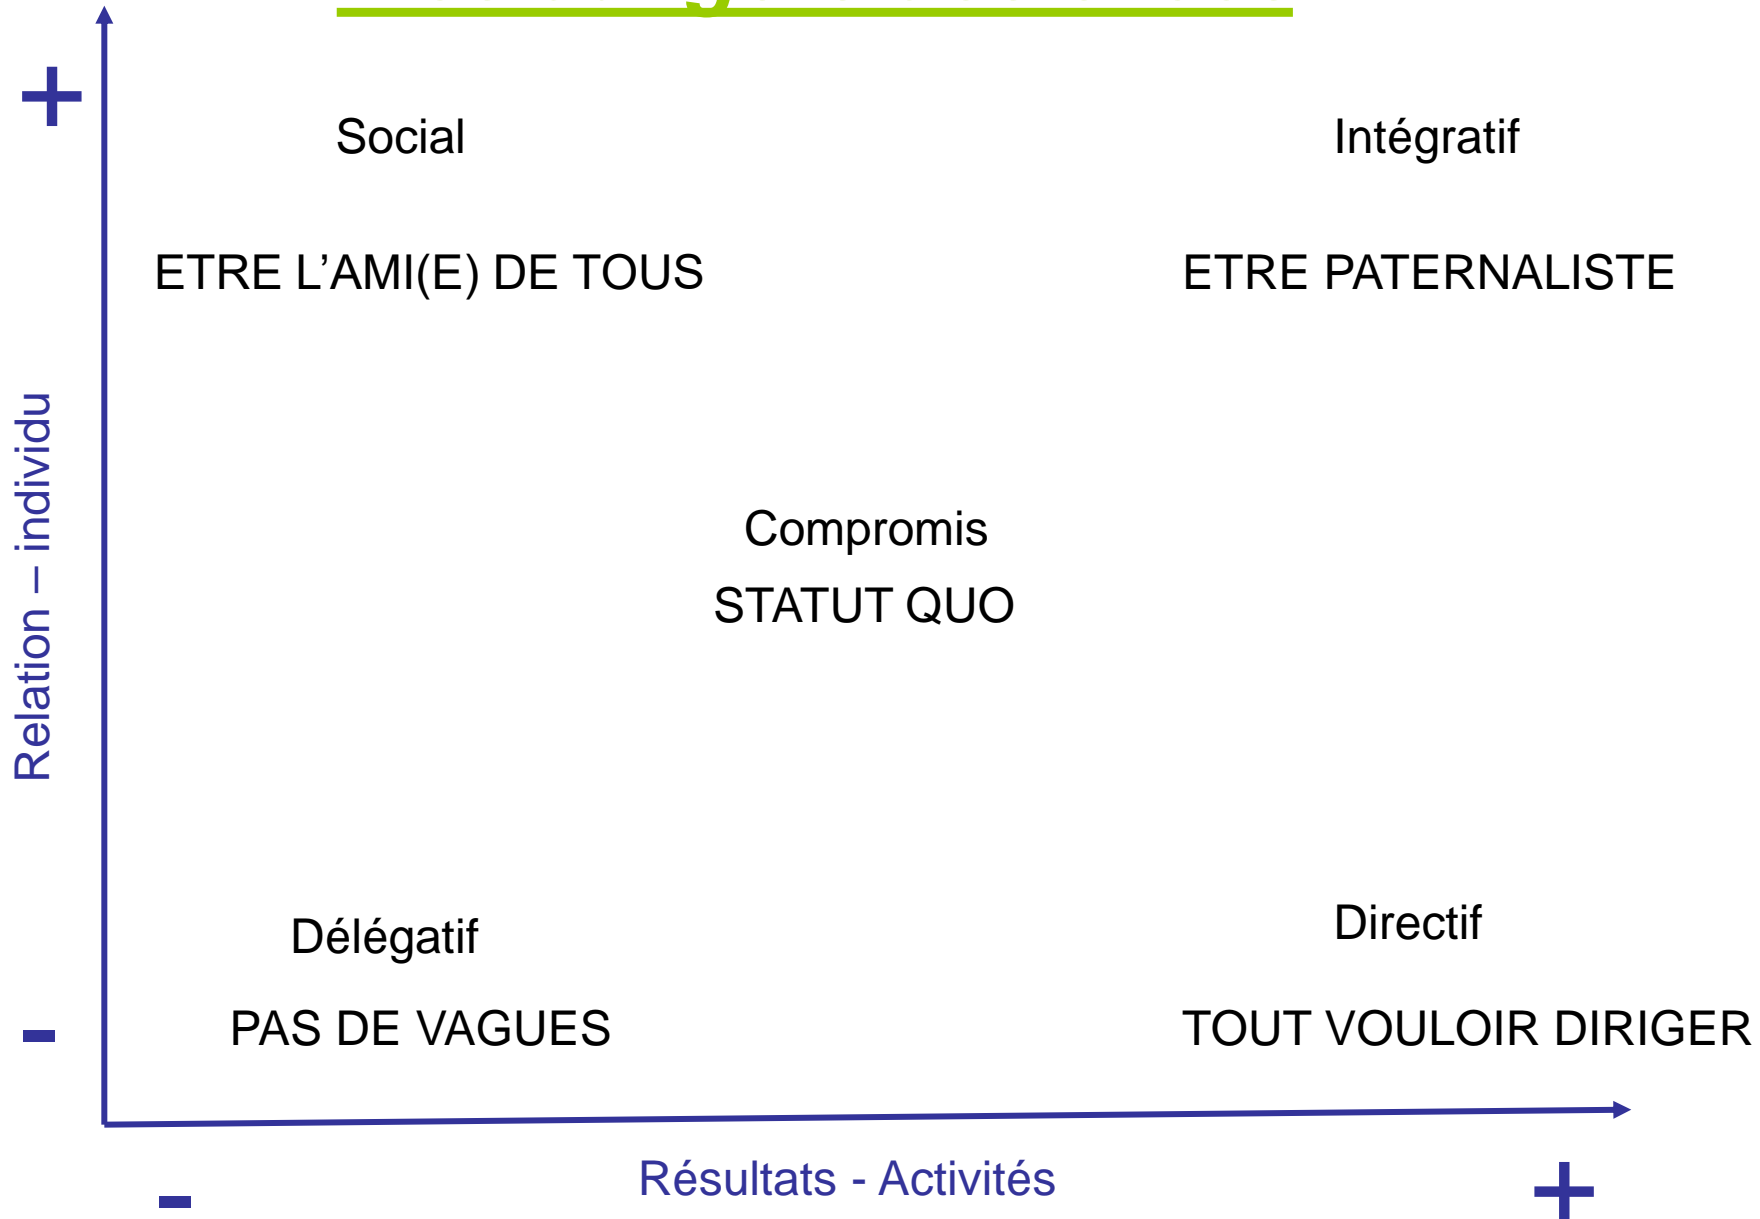 +
Social
Intégratif
ETRE L’AMI(E) DE TOUS
ETRE PATERNALISTE
Relation – individu
Compromis
STATUT QUO
Délégatif
Directif
PAS DE VAGUES
TOUT VOULOIR DIRIGER
-
Résultats - Activités
-
+